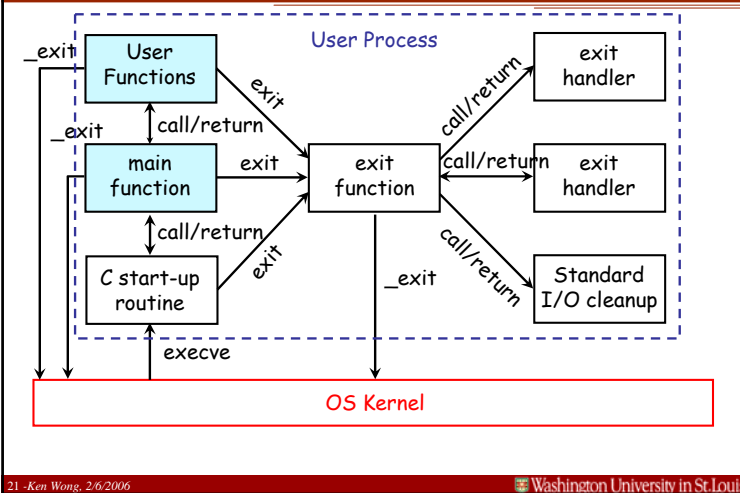 User Process
_exit
User
Functions
exit
call/return
exit
handler
_exit
call/return
main
function
exit
exit
function
call/return
exit
handler
call/return
exit
C start-up
routine
_exit
call/return
Standard
I/O cleanup
execve
OS Kernel
21 -Ken Wong, 2/6/2006
Washington University in St.Loui